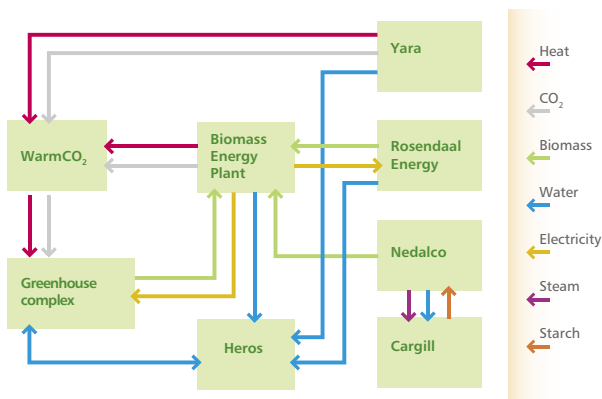 Yara
WarmCO₂
Biomass
Energy
Plant
Rosendaal
Energy
Nedalco
Greenhouse
complex
Heros
Cargill
Heat
CO₂
Biomass
Water
Electricity
Steam
Starch